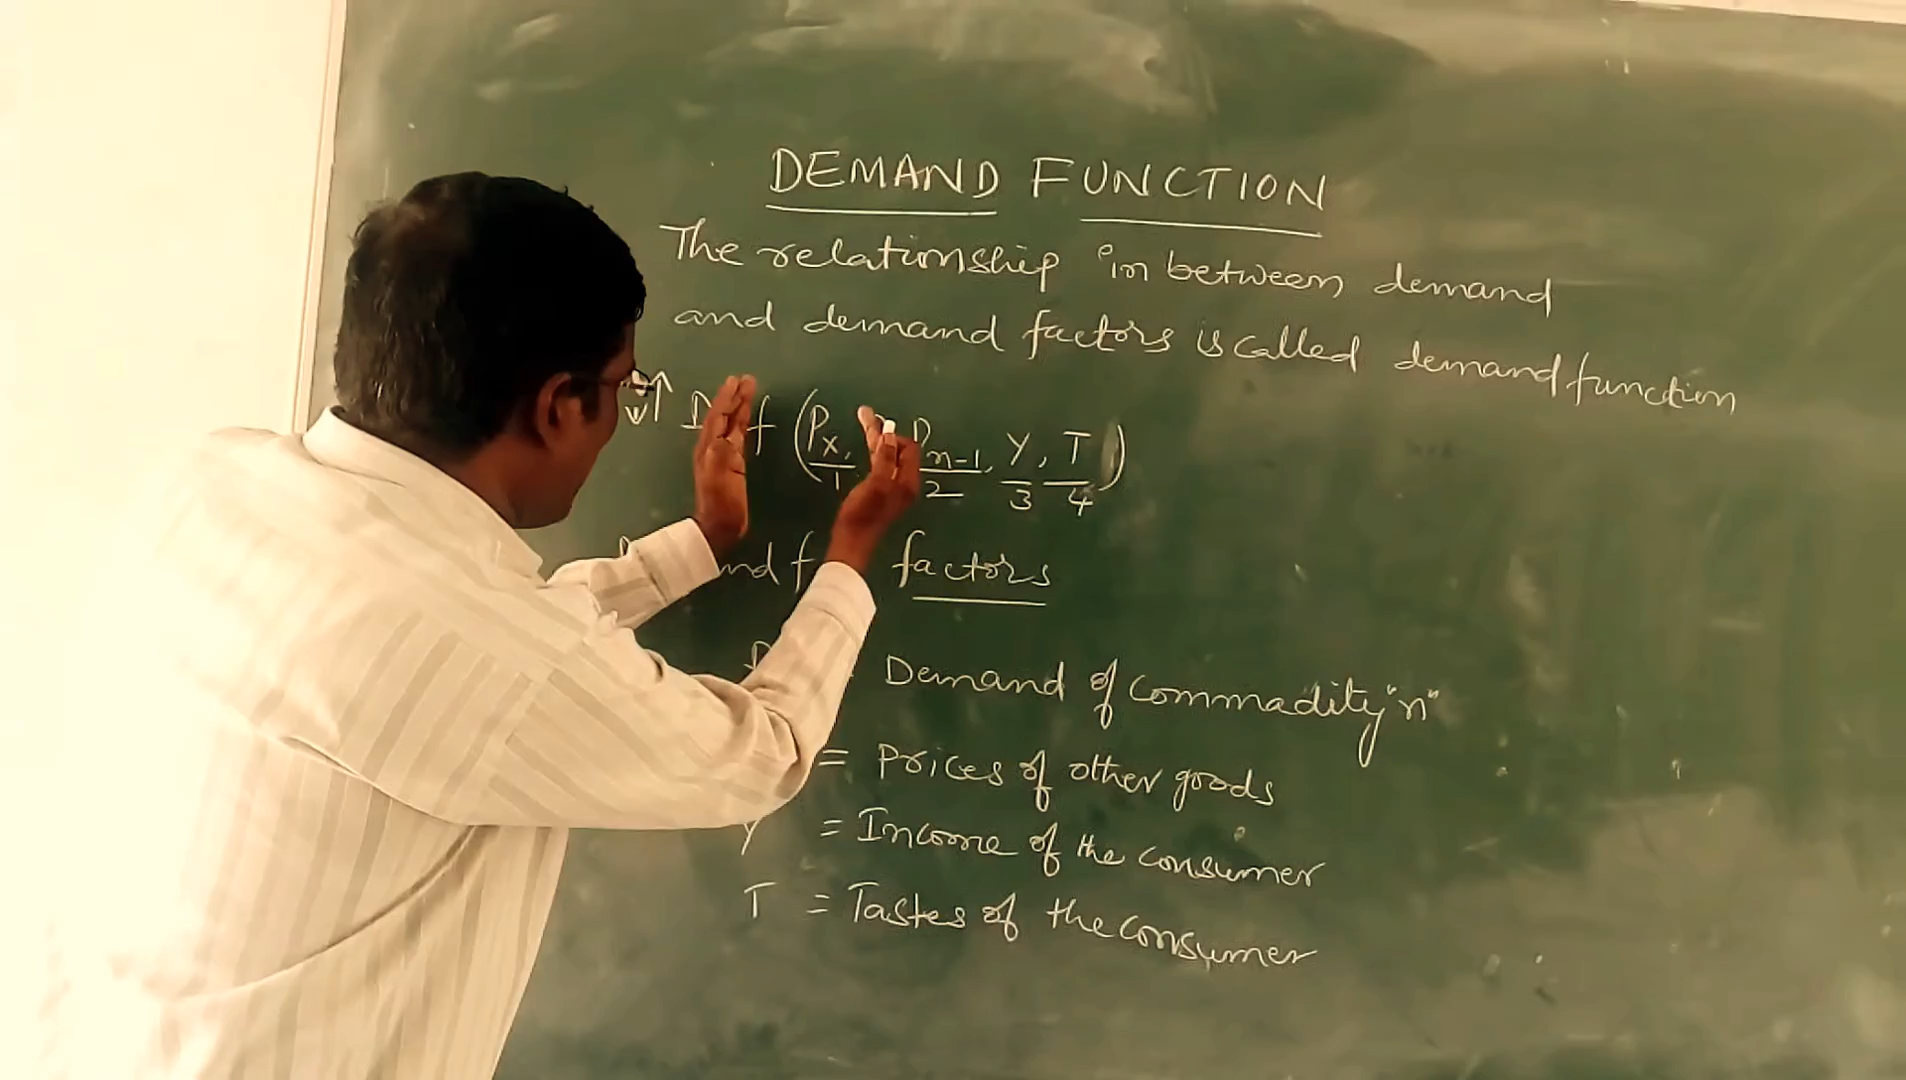 DEMAND FUNCTION
The relationship in between demand
and demand factors is called demand function
D f (Px, Pn-1, Y, T)
1 2 3 4
factors
Demand of Commadity "n"
= Prices of other goods
Y = Income of the consumer
T = Tastes of the consumer